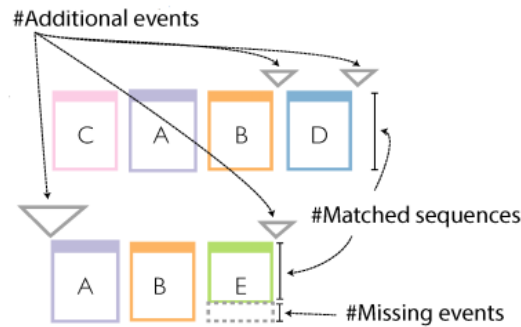 #Additional events
C A B D
#Matched sequences
A B E
#Missing events